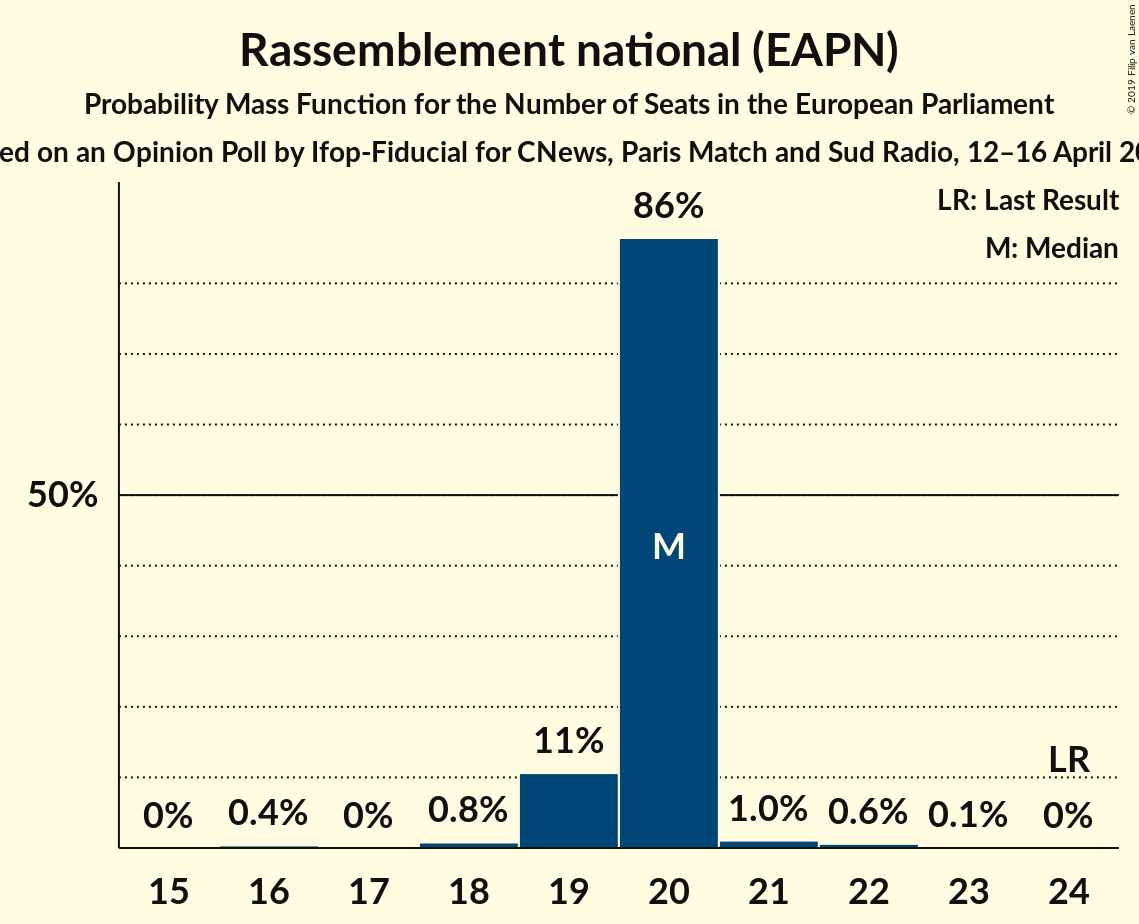 Rassemblement national (EAPN)
Probability Mass Function for the Number of Seats in the European Parliament
ed on an Opinion Poll by Ifop-Fiducial for CNews, Paris Match and Sud Radio, 12–16 April 20
© 2019 Filip van Laenen
LR: Last Result
M: Median
86%
50%
M
11%
LR
0% 0.4% 0% 0.8% 1.0% 0.6% 0.1% 0%
15 16 17 18 19 20 21 22 23 24